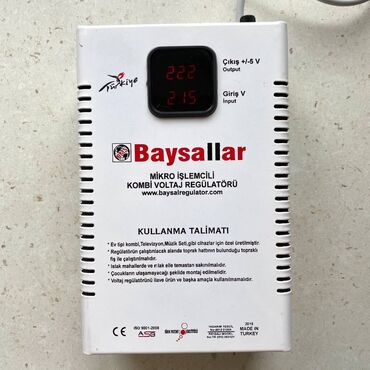 222
Çıkış +/-5 V
Output
215
Giriş V
Input
Türkiye
Baysallar
MİKRO İŞLEMCİLİ
KOMBİ VOLTAJ REGÜLATÖRÜ
www.baysalregulator.com
KULLANMA TALİMATI
* Ev tipi kombi,Televizyon,Müzik Seti,gibi cihazlar için özel üretilmiştir.
* Regülatörün çalıştırılacak alanda toprak hattının bulunduğu topraklı
fiş ile çalıştırılmalıdır.
* Islak mahallerde ve ıslak elle temastan sakınılmalıdır.
* Çocukların ulaşamayacağı şekilde montaj edilmelidir.
* Voltaj regülatörünü ilave ürün ve başka amaçla kullanılmamalıdır.
CE
ISO 9001-2008
2018
MADE IN
TURKEY